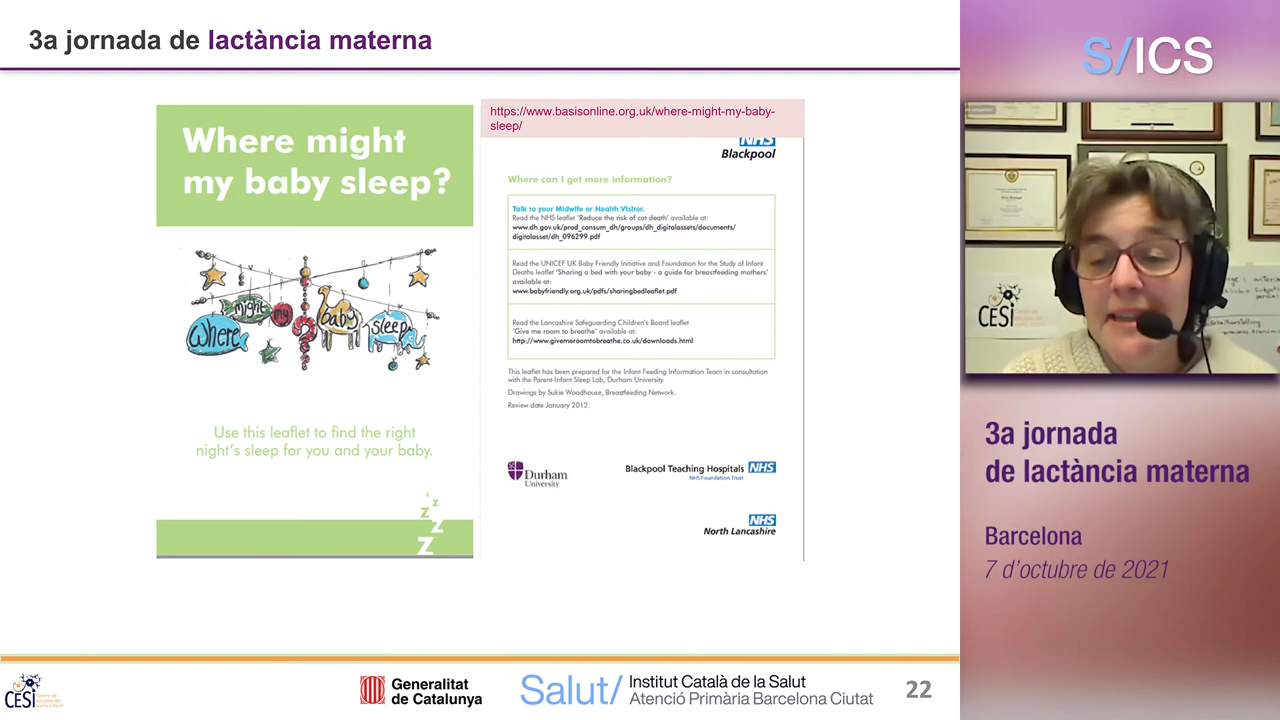 3a jornada de lactància materna
Where might
my baby sleep?
where might my baby sleep ?
Use this leaflet to find the right
night's sleep for you and your baby.
z
z
z
z
Z
https://www.basisonline.org.uk/where-might-my-baby-
sleep/
NHS
Blackpool
Where can I get more information?
Talk to your Midwife or Health Visitor.
Read the NHS leaflet 'Reduce the risk of cot death' available at:
www.dh.gov.uk/prod_consum_dh/groups/dh_digitalassets/documents/
digitalasset/dh_096299.pdf
Read the UNICEF UK Baby Friendly Initiative and Foundation for the Study of Infant
Deaths leaflet 'Sharing a bed with your baby - a guide for breastfeeding mothers'
available at:
www.babyfriendly.org.uk/pdfs/sharingbedleaflet.pdf
Read the Lancashire Safeguarding Children's Board leaflet
'Give me room to breathe' available at:
http://www.givemeroomtobreathe.co.uk/downloads.html
This leaflet has been prepared for the Infant Feeding Information Team in consultation
with the Parent-Infant Sleep Lab, Durham University.
Drawings by Sukie Woodhouse, Breastfeeding Network.
Review date January 2012.
Durham
University
Blackpool Teaching Hospitals NHS
NHS Foundation Trust
NHS
North Lancashire
S/ICS
CESI
3a jornada
de lactància materna
Barcelona
7 d'octubre de 2021
CESI
Generalitat
de Catalunya
Salut/ Institut Català de la Salut
Atenció Primària Barcelona Ciutat
22